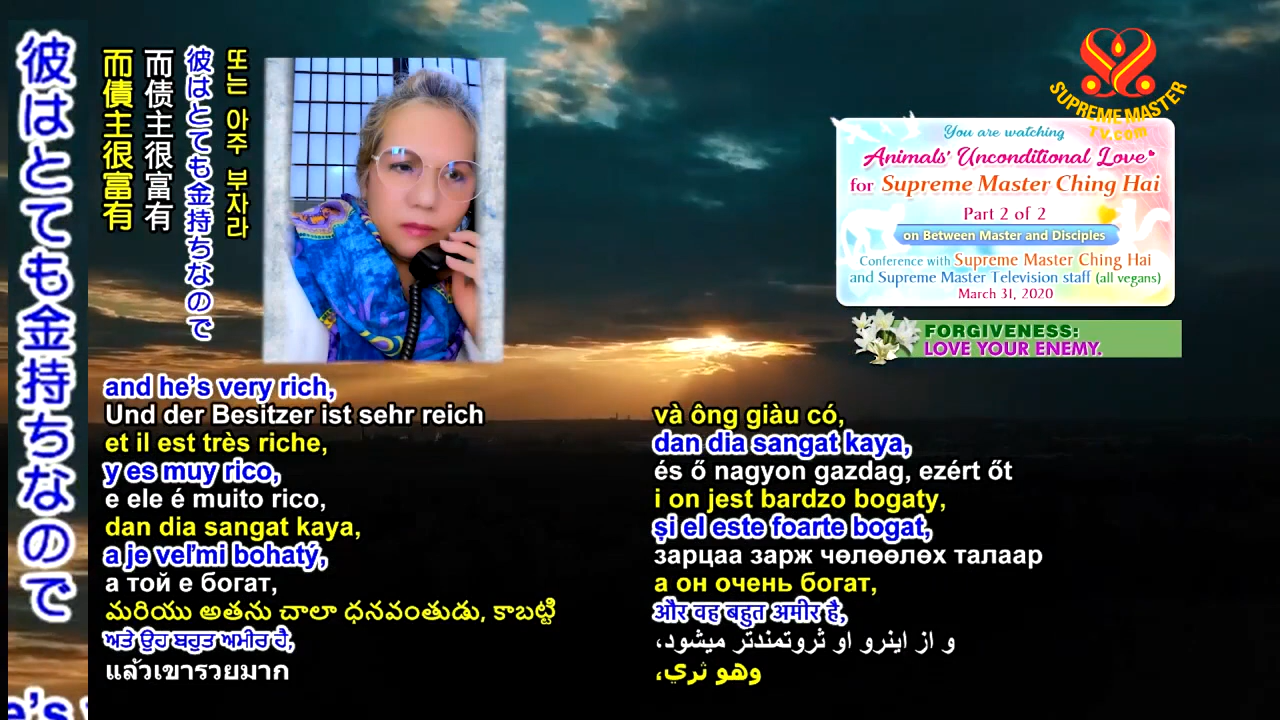 彼はとても金持ちなので
而債主很富有
而债主很富有
彼はとても金持ちなので
또는 아주 부자라
SUPREME MASTER
TV.com
You are watching
Animals' Unconditional Love
for Supreme Master Ching Hai
Part 2 of 2
on Between Master and Disciples
Conference with Supreme Master Ching Hai
and Supreme Master Television staff (all vegans)
March 31, 2020
FORGIVENESS:
LOVE YOUR ENEMY.
and he's very rich,
Und der Besitzer ist sehr reich
et il est très riche,
y es muy rico,
e ele é muito rico,
dan dia sangat kaya,
a je veľmi bohatý,
а той е богат,
మరియు అతను చాలా ధనవంతుడు, కాబట్టి
ਅਤੇ ਉਹ ਬਹੁਤ ਅਮੀਰ ਹੈ,
แล้วเขารวยมาก
và ông giàu có,
dan dia sangat kaya,
és ő nagyon gazdag, ezért őt
i on jest bardzo bogaty,
și el este foarte bogat,
зарцаа зарж чөлөөлөх талаар
а он очень богат,
और वह बहुत अमीर है,
و از اینرو او ثروتمندتر میشود،
وهو ثري،